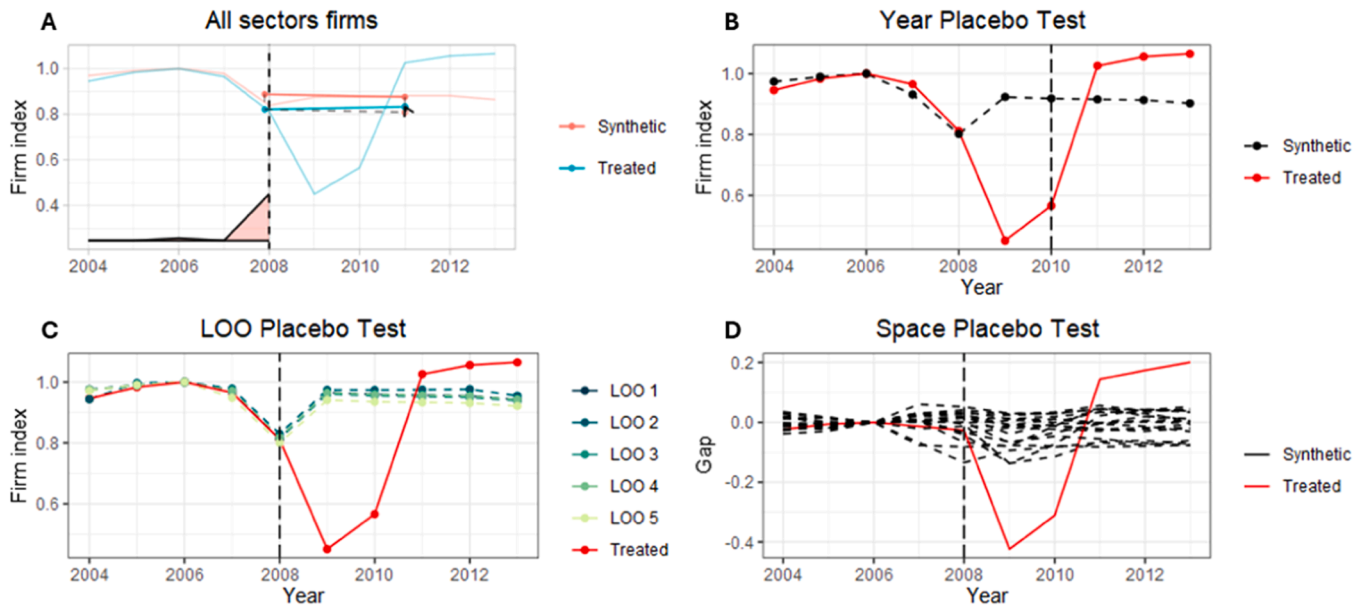 A
All sectors firms
Firm index
1.0
0.8
0.6
0.4
2004 2006 2008 2010 2012
Synthetic
Treated
B
Year Placebo Test
Firm index
1.0
0.8
0.6
2004 2006 2008 2010 2012
Year
Synthetic
Treated
C
LOO Placebo Test
Firm index
1.0
0.8
0.6
2004 2006 2008 2010 2012
Year
LOO 1
LOO 2
LOO 3
LOO 4
LOO 5
Treated
D
Space Placebo Test
Gap
0.2
0.0
-0.2
-0.4
2004 2006 2008 2010 2012
Year
Synthetic
Treated